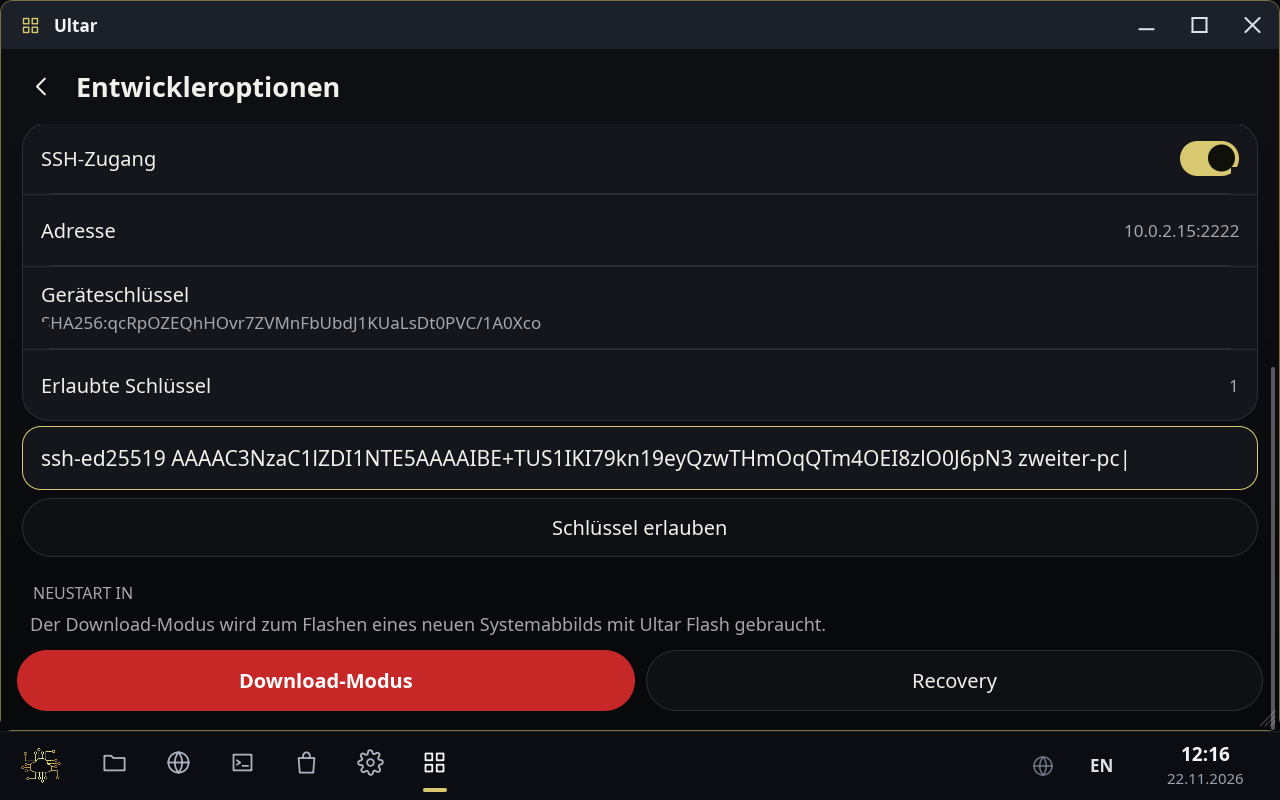 Ultar
Entwickleroptionen
SSH-Zugang
Adresse
10.0.2.15:2222
Geräteschlüssel
SHA256:qcRpOZEQhHOvr7ZVMnFbUbdJ1KUaLsDt0PVC/1A0Xco
Erlaubte Schlüssel
1
ssh-ed25519 AAAAC3NzaC1lZDI1NTE5AAAAIBE+TUS1IKI79kn19eyQzwTHmOqQTm4OEI8zlO0J6pN3 zweiter-pc
Schlüssel erlauben
NEUSTART IN
Der Download-Modus wird zum Flashen eines neuen Systemabbilds mit Ultar Flash gebraucht.
Download-Modus
Recovery
EN
12:16
22.11.2026